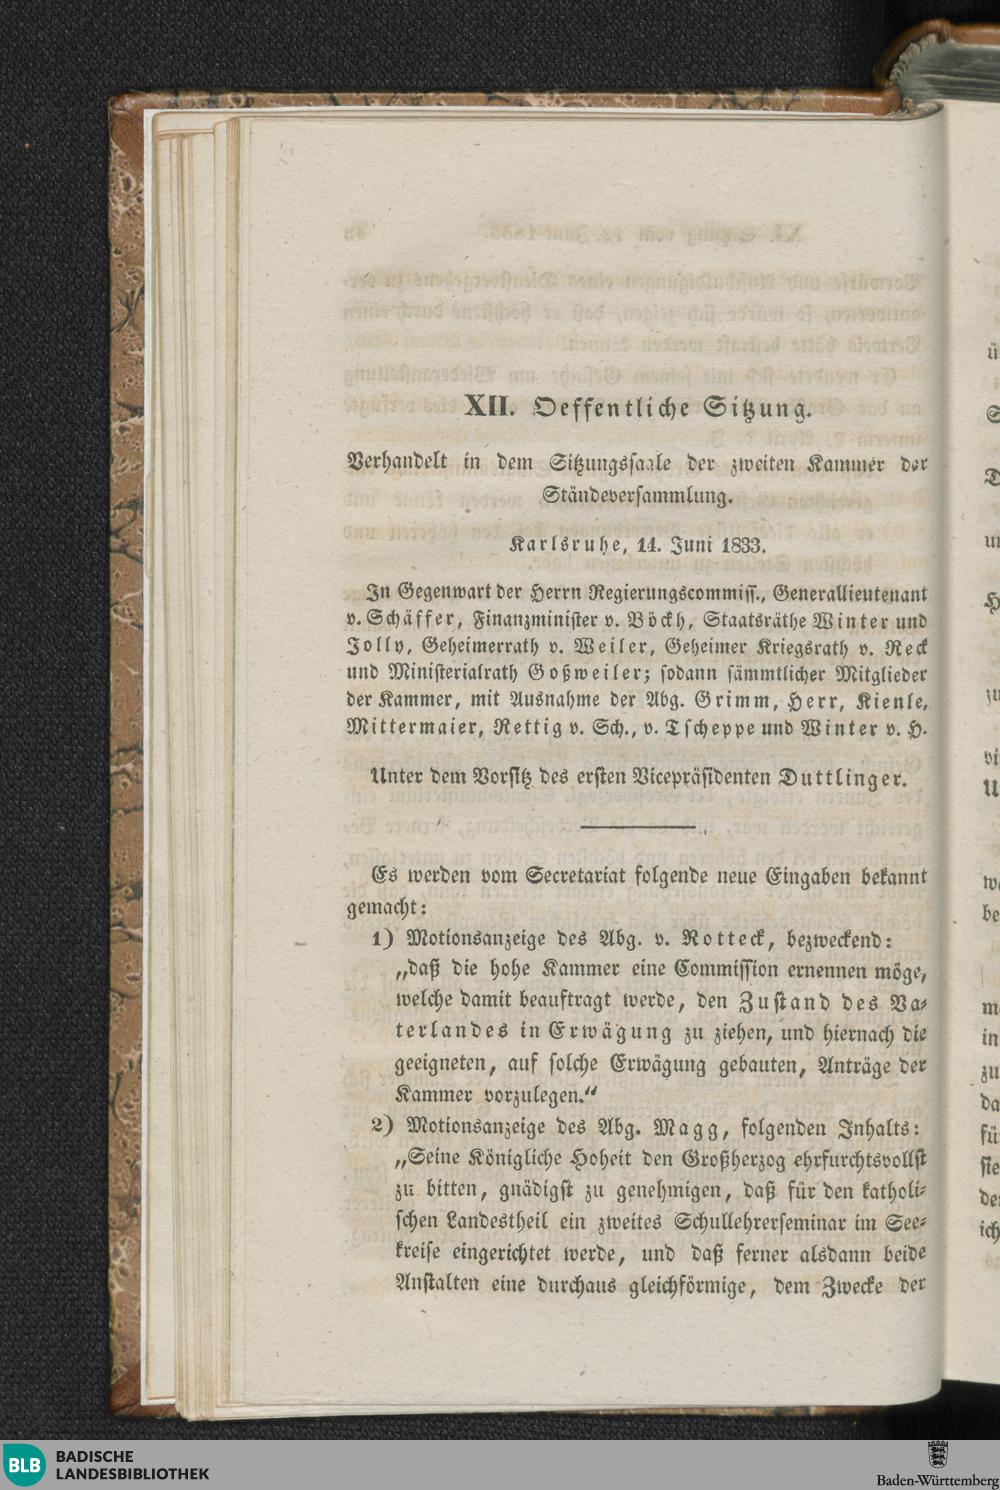 XII. Oeffentliche Sitzung.
Verhandelt in dem Sitzungssaale der zweiten Kammer der
Ständeversammlung.
Karlsruhe, 14. Juni 1833.
In Gegenwart der Herrn Regierungscommiss., Generallieutenant
v. Schäffer, Finanzminister v. Böckh, Staatsräthe Winter und
Jolly, Geheimerrath v. Weiler, Geheimer Kriegsrath v. Reck
und Ministerialrath Goßweiler; sodann sämmtlicher Mitglieder
der Kammer, mit Ausnahme der Abg. Grimm, Herr, Kienle,
Mittermaier, Rettig v. Sch., v. Tscheppe und Winter v. H.
Unter dem Vorsitz des ersten Vicepräsidenten Duttlinger.
Es werden vom Secretariat folgende neue Eingaben bekannt
gemacht:
1) Motionsanzeige des Abg. v. Rotteck, bezweckend:
„daß die hohe Kammer eine Commission ernennen möge,
welche damit beauftragt werde, den Zustand des Va-
terlandes in Erwägung zu ziehen, und hiernach die
geeigneten, auf solche Erwägung gebauten, Anträge der
Kammer vorzulegen.“
2) Motionsanzeige des Abg. Magg, folgenden Inhalts:
„Seine Königliche Hoheit den Großherzog ehrfurchtsvollst
zu bitten, gnädigst zu genehmigen, daß für den katholi-
schen Landestheil ein zweites Schullehrerseminar im See-
kreise eingerichtet werde, und daß ferner alsdann beide
Anstalten eine durchaus gleichförmige, dem Zwecke der
BLB BADISCHE
LANDESBIBLIOTHEK
Baden-Württemberg